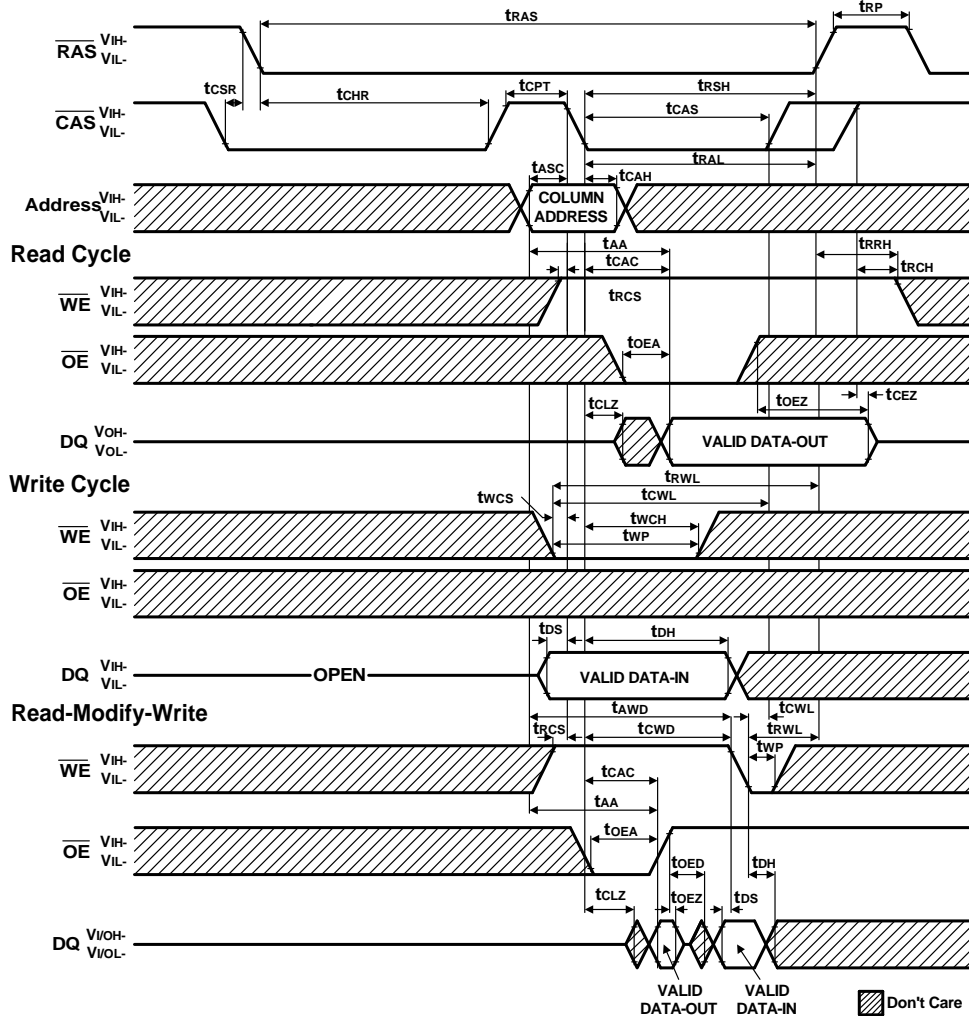 tRAS
tRP
RAS VIH-
VIL-
tCSR
tCHR
tCPT
tRSH
CAS VIH-
VIL-
tCAS
tRAL
tASC
tCAH
Address VIH-
VIL-
COLUMN
ADDRESS
Read Cycle
tAA
tRRH
tCAC
tRCH
WE VIH-
VIL-
tRCS
OE VIH-
VIL-
tOEA
tCLZ
tOEZ
tCEZ
DQ VOH-
VOL-
VALID DATA-OUT
Write Cycle
tRWL
tWCS
tCWL
WE VIH-
VIL-
tWCH
tWP
OE VIH-
VIL-
tDS
tDH
DQ VIH-
VIL-
OPEN
VALID DATA-IN
Read-Modify-Write
tAWD
tCWL
tRCS
tCWD
tRWL
WE VIH-
VIL-
tWP
tCAC
tAA
OE VIH-
VIL-
tOEA
tOED
tDH
tCLZ
tOEZ
tDS
DQ VI/OH-
VI/OL-
VALID
DATA-OUT
VALID
DATA-IN
Don't Care